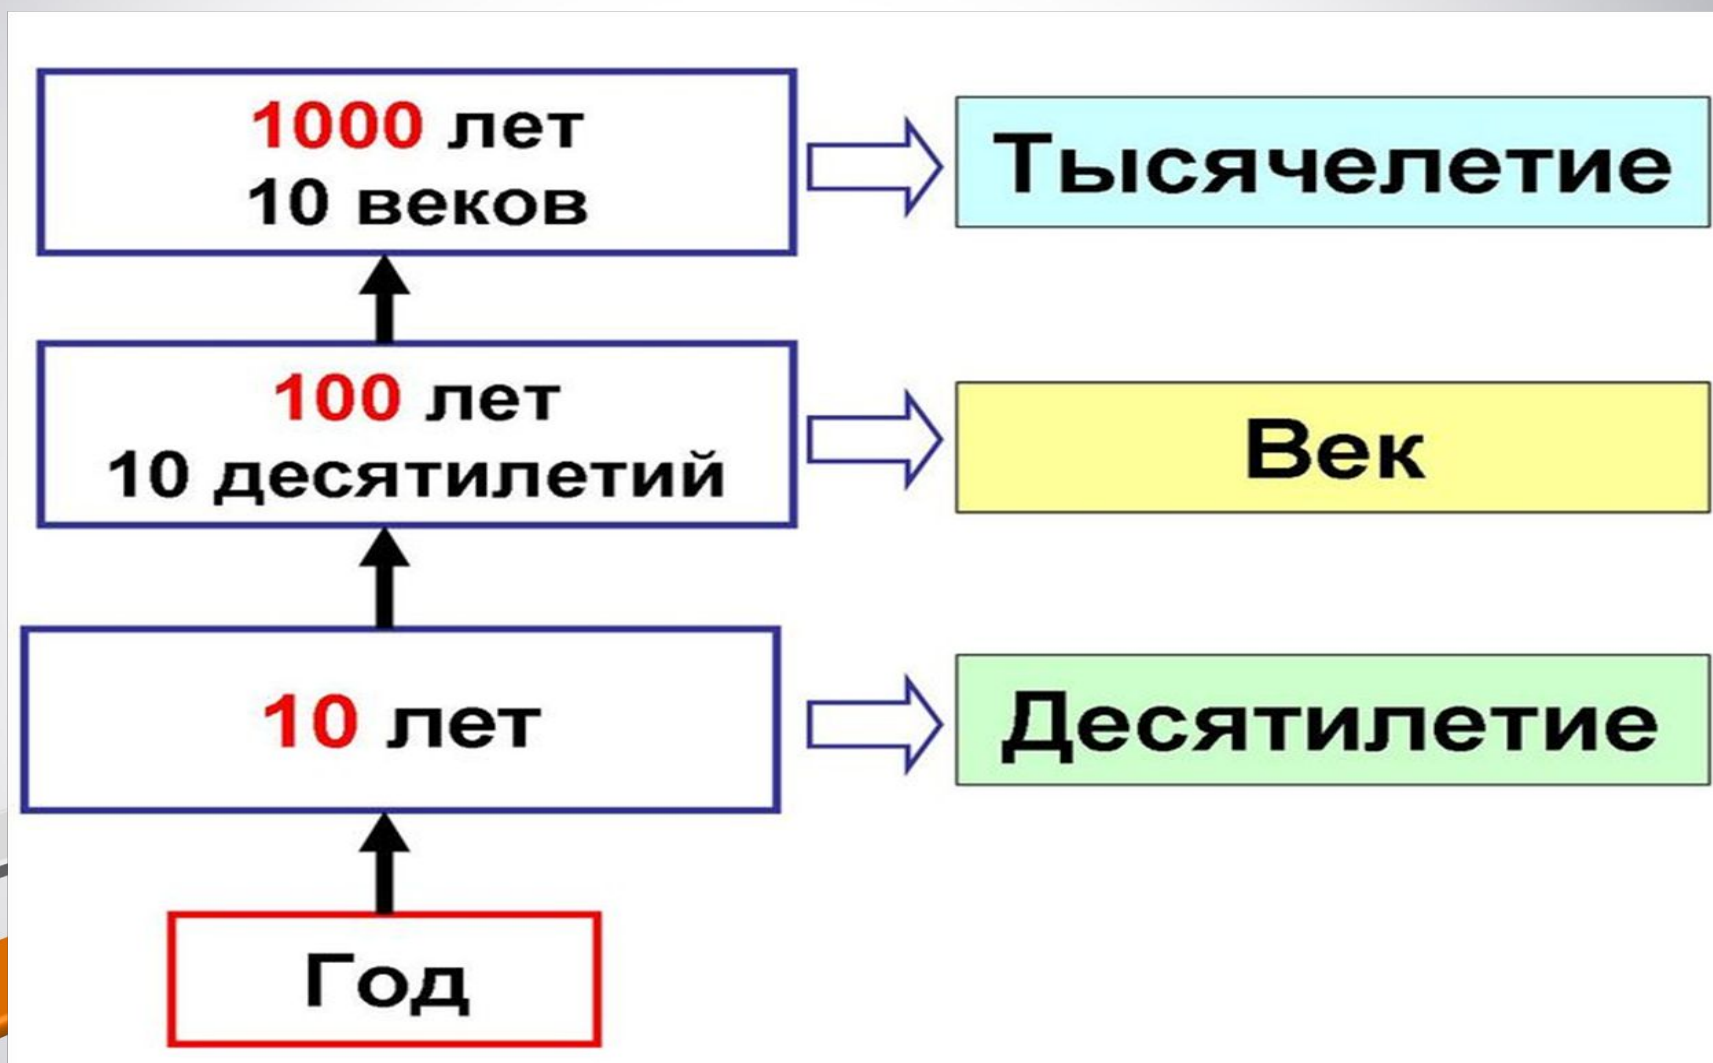 1000 лет
10 веков
Тысячелетие
100 лет
10 десятилетий
Век
10 лет
Десятилетие
Год